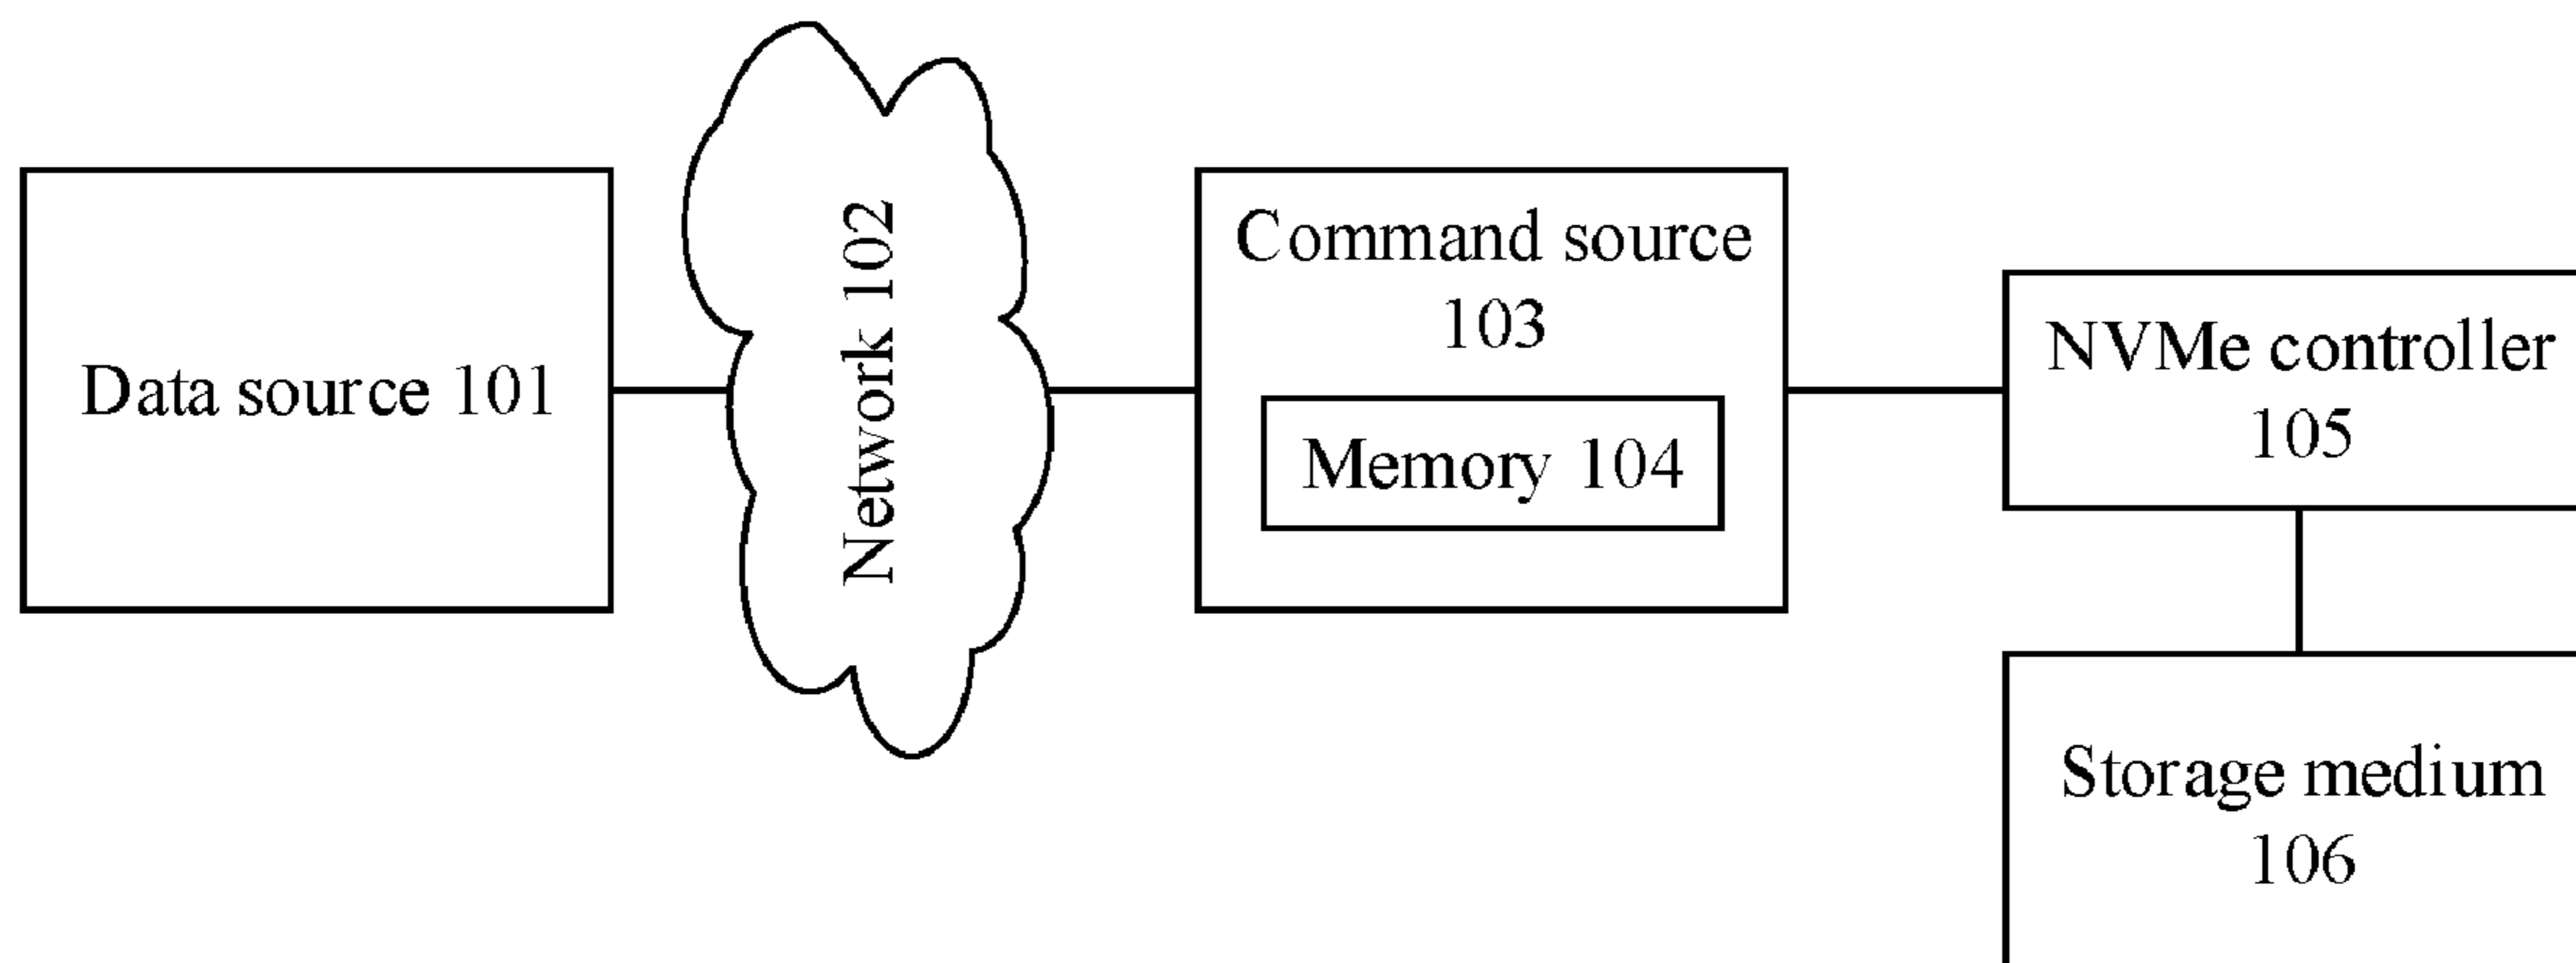 Data source 101
Network 102
Command source
103
Memory 104
NVMe controller
105
Storage medium
106